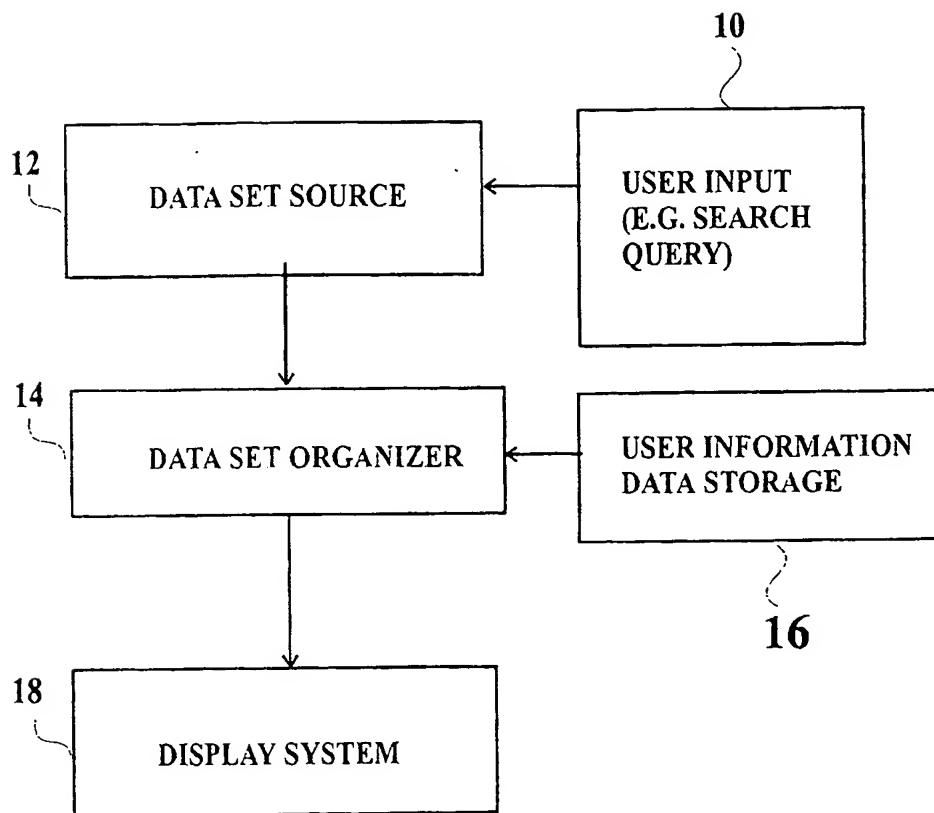 10
12
DATA SET SOURCE
USER INPUT
(E.G. SEARCH
QUERY)
14
DATA SET ORGANIZER
USER INFORMATION
DATA STORAGE
16
18
DISPLAY SYSTEM